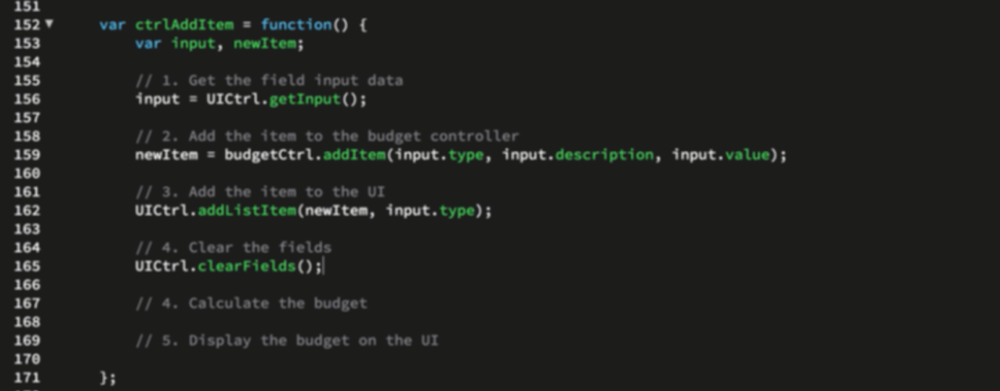 151
152 ▼ var ctrlAddItem = function() {
153 var input, newItem;
154
155 // 1. Get the field input data
156 input = UICtrl.getInput();
157
158 // 2. Add the item to the budget controller
159 newItem = budgetCtrl.addItem(input.type, input.description, input.value);
160
161 // 3. Add the item to the UI
162 UICtrl.addListItem(newItem, input.type);
163
164 // 4. Clear the fields
165 UICtrl.clearFields();
166
167 // 4. Calculate the budget
168
169 // 5. Display the budget on the UI
170
171 };